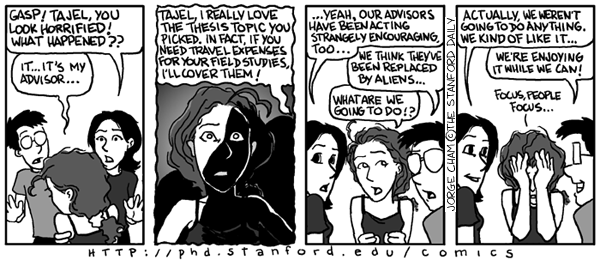 GASP! TAJEL, YOU
LOOK HORRIFIED!
WHAT HAPPENED??
IT...IT'S MY
ADVISOR...
TAJEL, I REALLY LOVE
THE THESIS TOPIC YOU
PICKED. IN FACT, IF YOU
NEED TRAVEL EXPENSES
FOR YOUR FIELD STUDIES,
I'LL COVER THEM!
...YEAH, OUR ADVISORS
HAVE BEEN ACTING
STRANGELY ENCOURAGING,
TOO...
WE THINK THEY'VE
BEEN REPLACED
BY ALIENS...
WHAT ARE WE
GOING TO DO!?
JORGE CHAM ©THE STANFORD DAILY
ACTUALLY, WE WEREN'T
GOING TO DO ANYTHING.
WE KIND OF LIKE IT...
WE'RE ENJOYING
IT WHILE WE CAN!
FOCUS, PEOPLE
FOCUS...
HTTP://phd.stanford.edu/comics